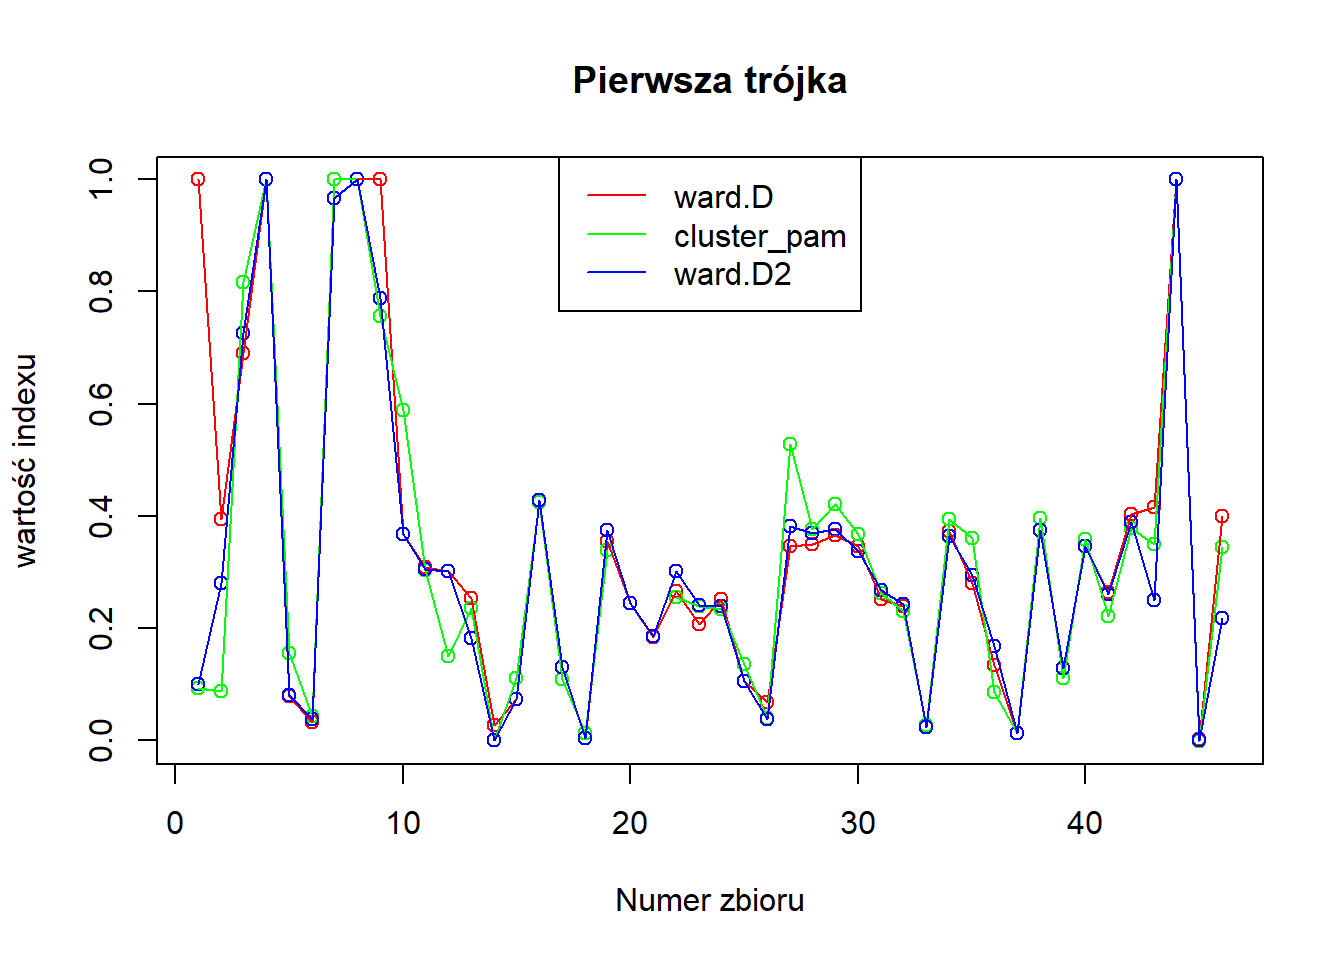 Pierwsza trójka
ward.D
cluster_pam
ward.D2
wartość indexu
1.0
0.8
0.6
0.4
0.2
0.0
0 10 20 30 40
Numer zbioru